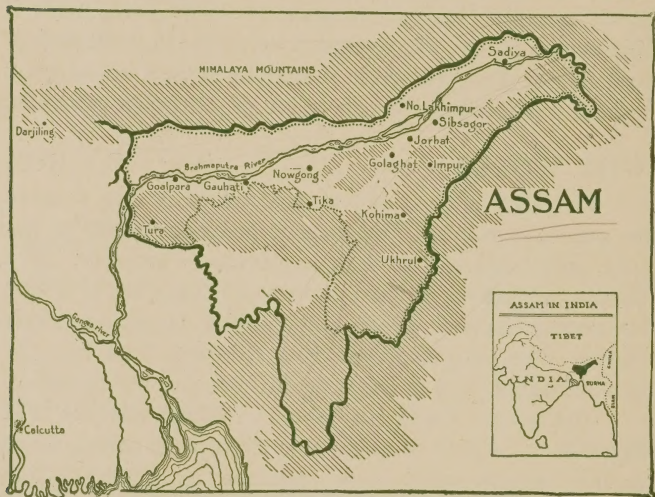 HIMALAYA MOUNTAINS
Sadiya
Darjiling
No. Lakhimpur
Sibsagor
Jorhat
Brahmaputra River
Golaghat
Impur
Nowgong
Goalpara
Gauhati
Tika
ASSAM
Kohima
Tura
Ukhrul
Ganges river
Calcutta
ASSAM IN INDIA
TIBET
CHINA
INDIA
BURMA
SIAM